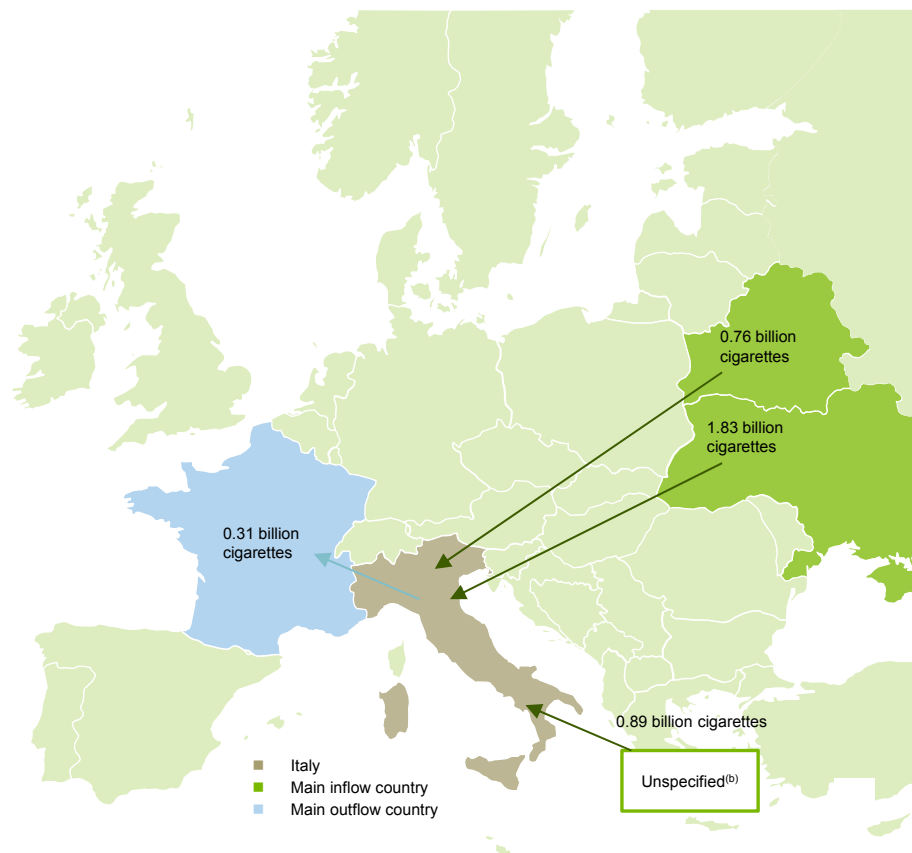 0.76 billion
cigarettes
1.83 billion
cigarettes
0.31 billion
cigarettes
0.89 billion cigarettes
Unspecified(b)
Italy
Main inflow country
Main outflow country